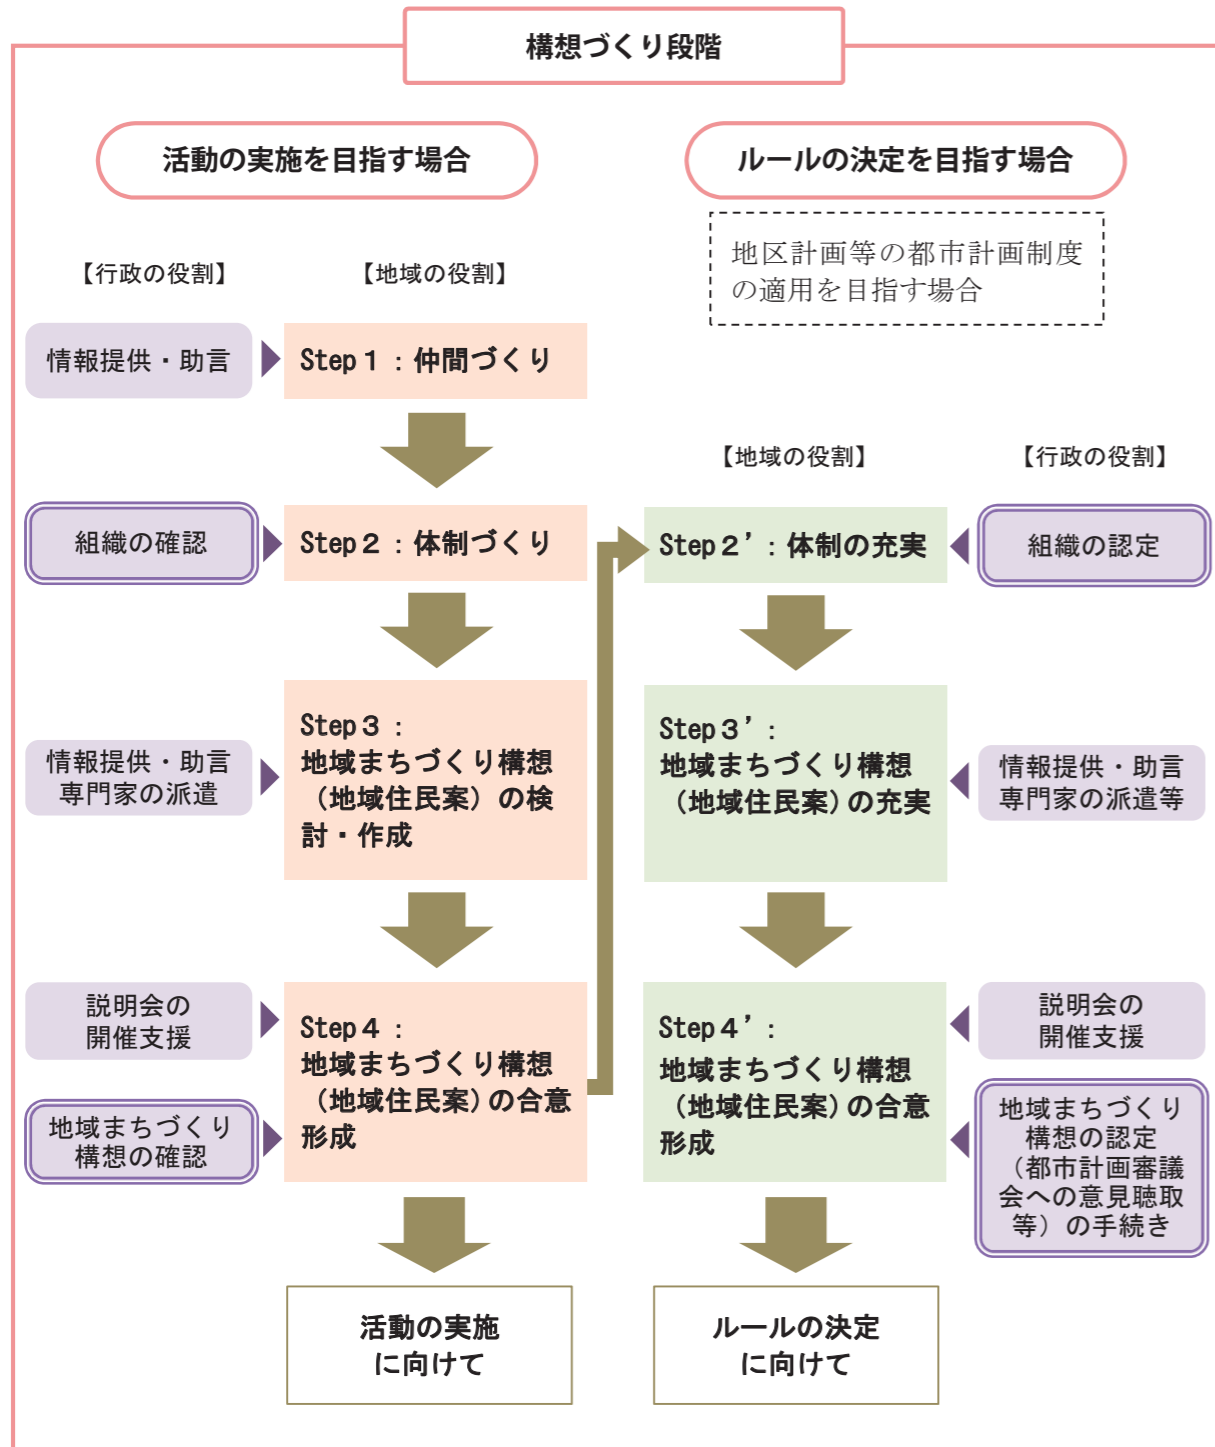 構想づくり段階
活動の実施を目指す場合
【行政の役割】
【地域の役割】
情報提供・助言
Step１：仲間づくり
組織の確認
Step２：体制づくり
情報提供・助言
専門家の派遣
Step３：
地域まちづくり構想
（地域住民案）の検
討・作成
説明会の
開催支援
地域まちづくり
構想の確認
Step４：
地域まちづくり構想
（地域住民案）の合意
形成
活動の実施
に向けて
ルールの決定を目指す場合
地区計画等の都市計画制度
の適用を目指す場合
【地域の役割】
【行政の役割】
Step２’：体制の充実
組織の認定
Step３’：
地域まちづくり構想
（地域住民案）の充実
情報提供・助言
専門家の派遣等
Step４’：
地域まちづくり構想
（地域住民案）の合意
形成
説明会の
開催支援
地域まちづくり
構想の認定
（都市計画審議
会への意見聴取
等）の手続き
ルールの決定
に向けて